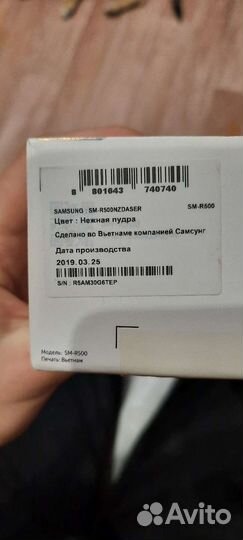 8 801643 740740
SAMSUNG : SM-R500NZDASER SM-R500
Цвет : Нежная пудра
Сделано во Вьетнаме компанией Самсунг
Дата производства
2019.03.25
S/N : R5AM30G6TEP
Модель: SM-R500
Печать: Вьетнам
Avito